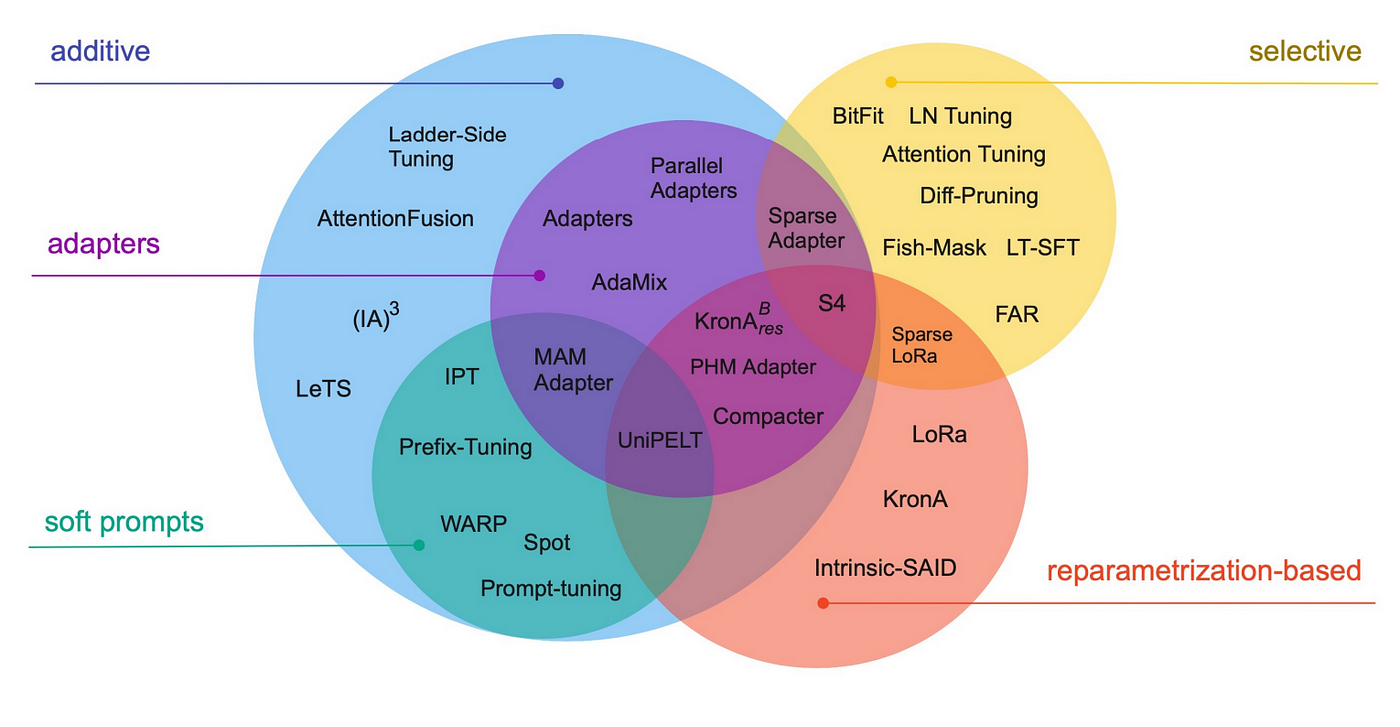 additive
selective
adapters
soft prompts
reparametrization-based
Ladder-Side
Tuning
AttentionFusion
(IA)³
LeTS
Parallel
Adapters
Adapters
AdaMix
Sparse
Adapter
BitFit LN Tuning
Attention Tuning
Diff-Pruning
Fish-Mask LT-SFT
FAR
S4
Sparse
LoRa
KronA^B_res
PHM Adapter
Compacter
MAM
Adapter
UniPELT
IPT
Prefix-Tuning
WARP
Spot
Prompt-tuning
LoRa
KronA
Intrinsic-SAID